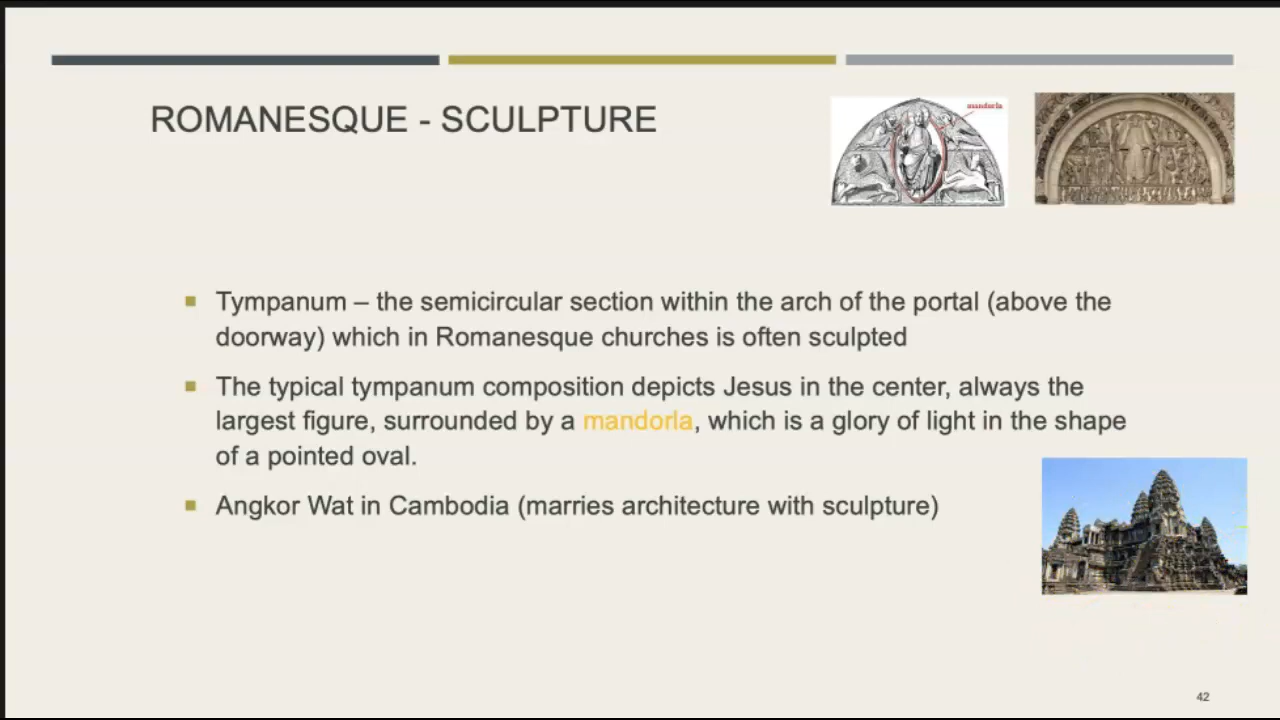 ROMANESQUE - SCULPTURE
mandorla
Tympanum – the semicircular section within the arch of the portal (above the
doorway) which in Romanesque churches is often sculpted
The typical tympanum composition depicts Jesus in the center, always the
largest figure, surrounded by a mandorla, which is a glory of light in the shape
of a pointed oval.
Angkor Wat in Cambodia (marries architecture with sculpture)
42